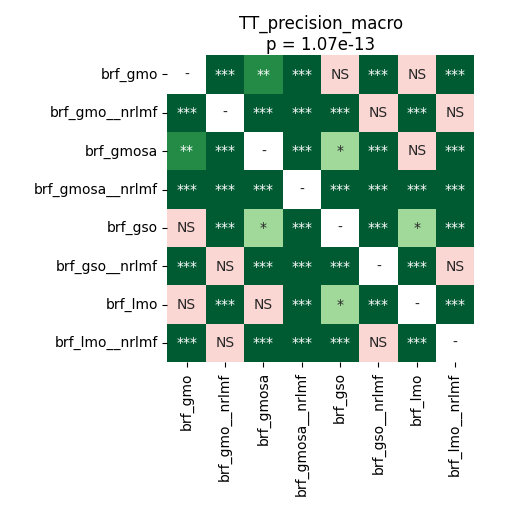 TT_precision_macro
p = 1.07e-13
brf_gmo - *** ** *** NS *** NS ***
brf_gmo__nrlmf *** - *** *** *** NS *** NS
brf_gmosa ** *** - *** * *** NS ***
brf_gmosa__nrlmf *** *** *** - *** *** *** ***
brf_gso NS *** * *** - *** * ***
brf_gso__nrlmf *** NS *** *** *** - *** NS
brf_lmo NS *** NS *** * *** - ***
brf_lmo__nrlmf *** NS *** *** *** NS *** -
brf_gmo
brf_gmo__nrlmf
brf_gmosa
brf_gmosa__nrlmf
brf_gso
brf_gso__nrlmf
brf_lmo
brf_lmo__nrlmf